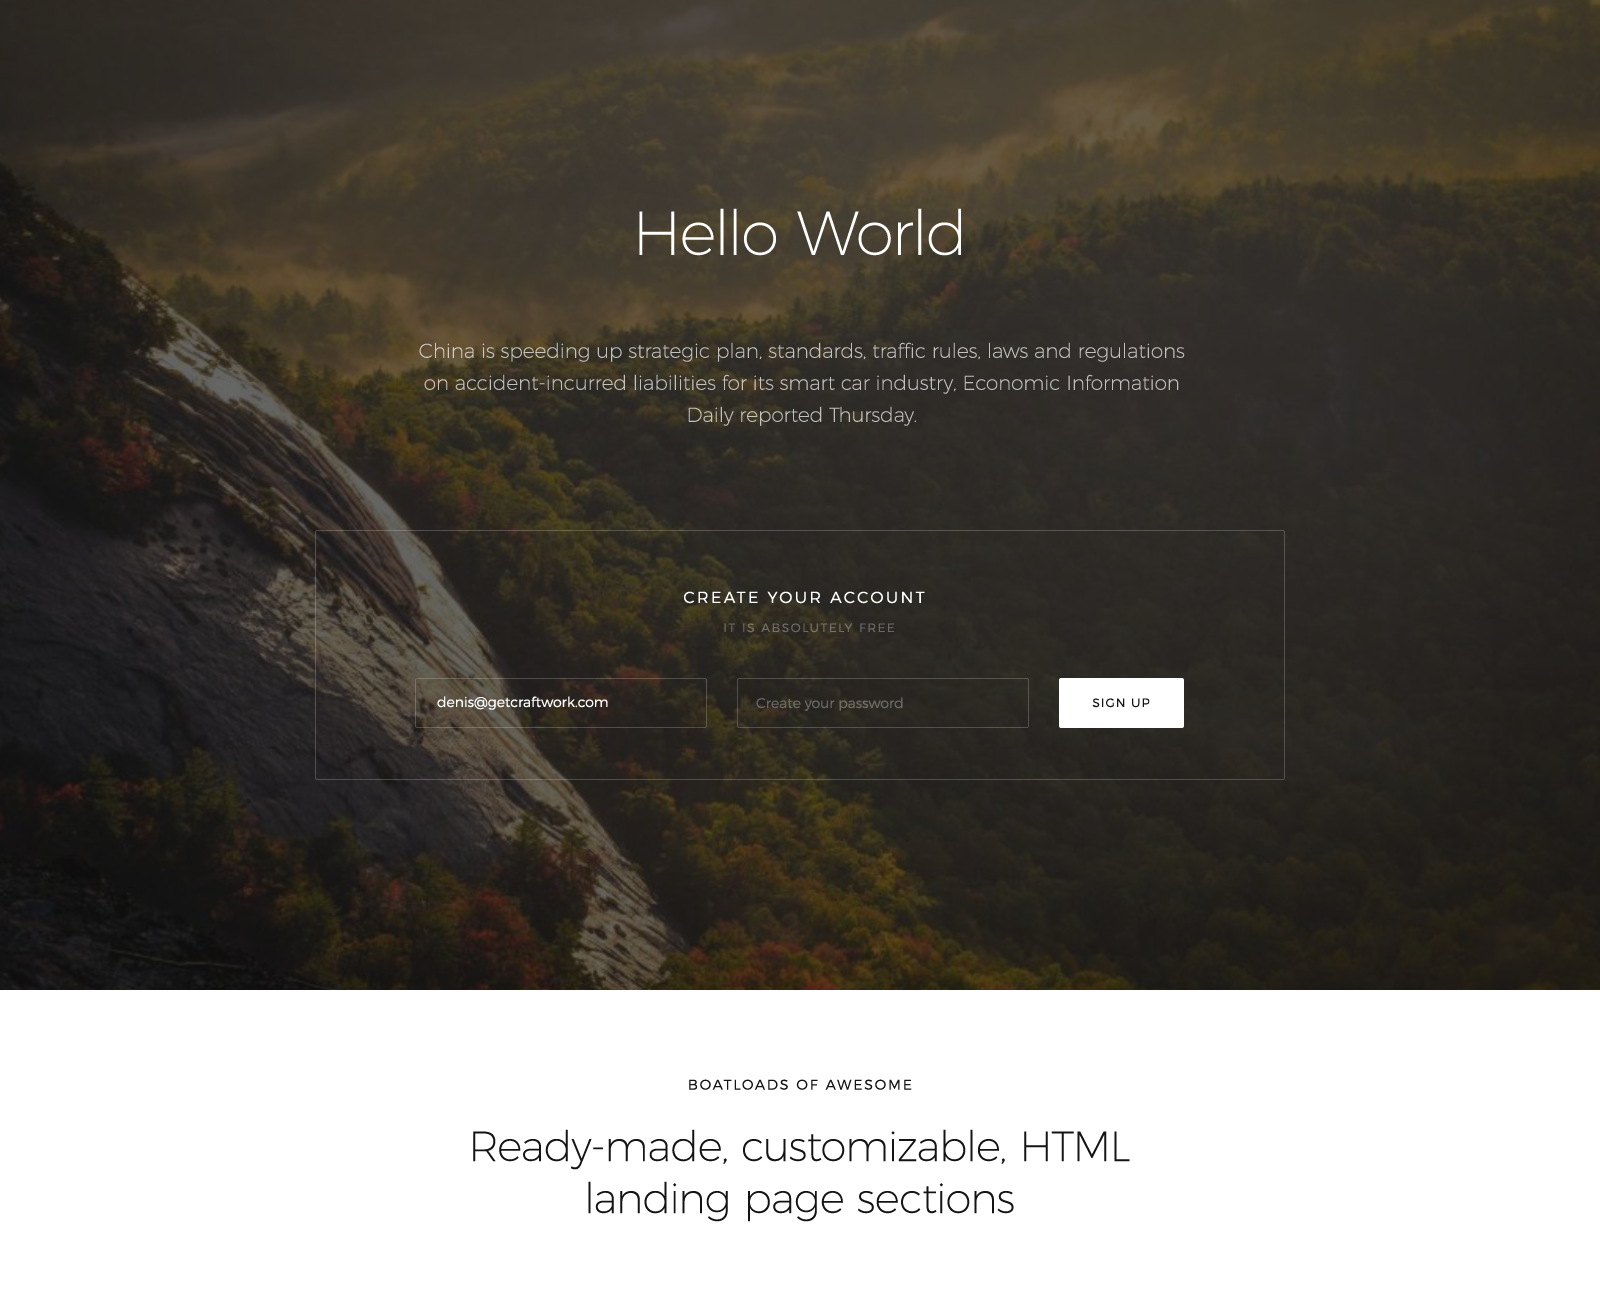 Hello World
China is speeding up strategic plan, standards, traffic rules, laws and regulations
on accident-incurred liabilities for its smart car industry, Economic Information
Daily reported Thursday.
CREATE YOUR ACCOUNT
IT IS ABSOLUTELY FREE
denis@getcraftwork.com
Create your password
SIGN UP
BOATLOADS OF AWESOME
Ready-made, customizable, HTML
landing page sections